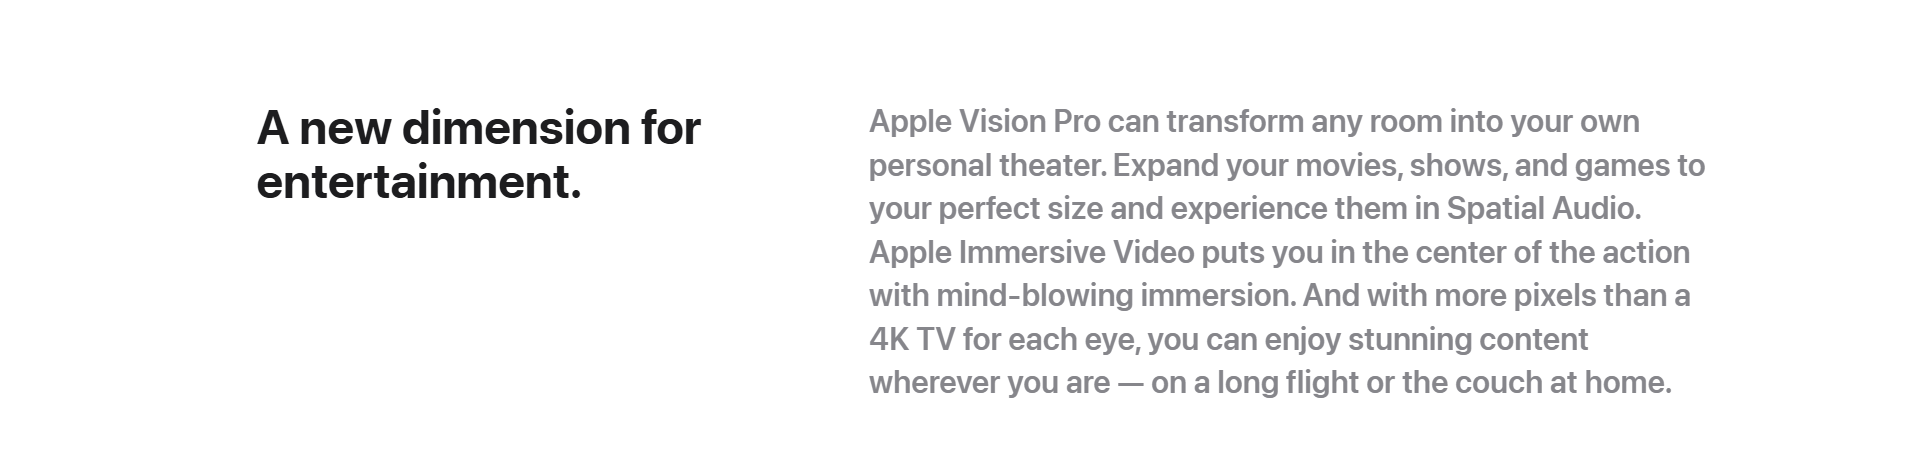 A new dimension for
entertainment.
Apple Vision Pro can transform any room into your own
personal theater. Expand your movies, shows, and games to
your perfect size and experience them in Spatial Audio.
Apple Immersive Video puts you in the center of the action
with mind-blowing immersion. And with more pixels than a
4K TV for each eye, you can enjoy stunning content
wherever you are — on a long flight or the couch at home.